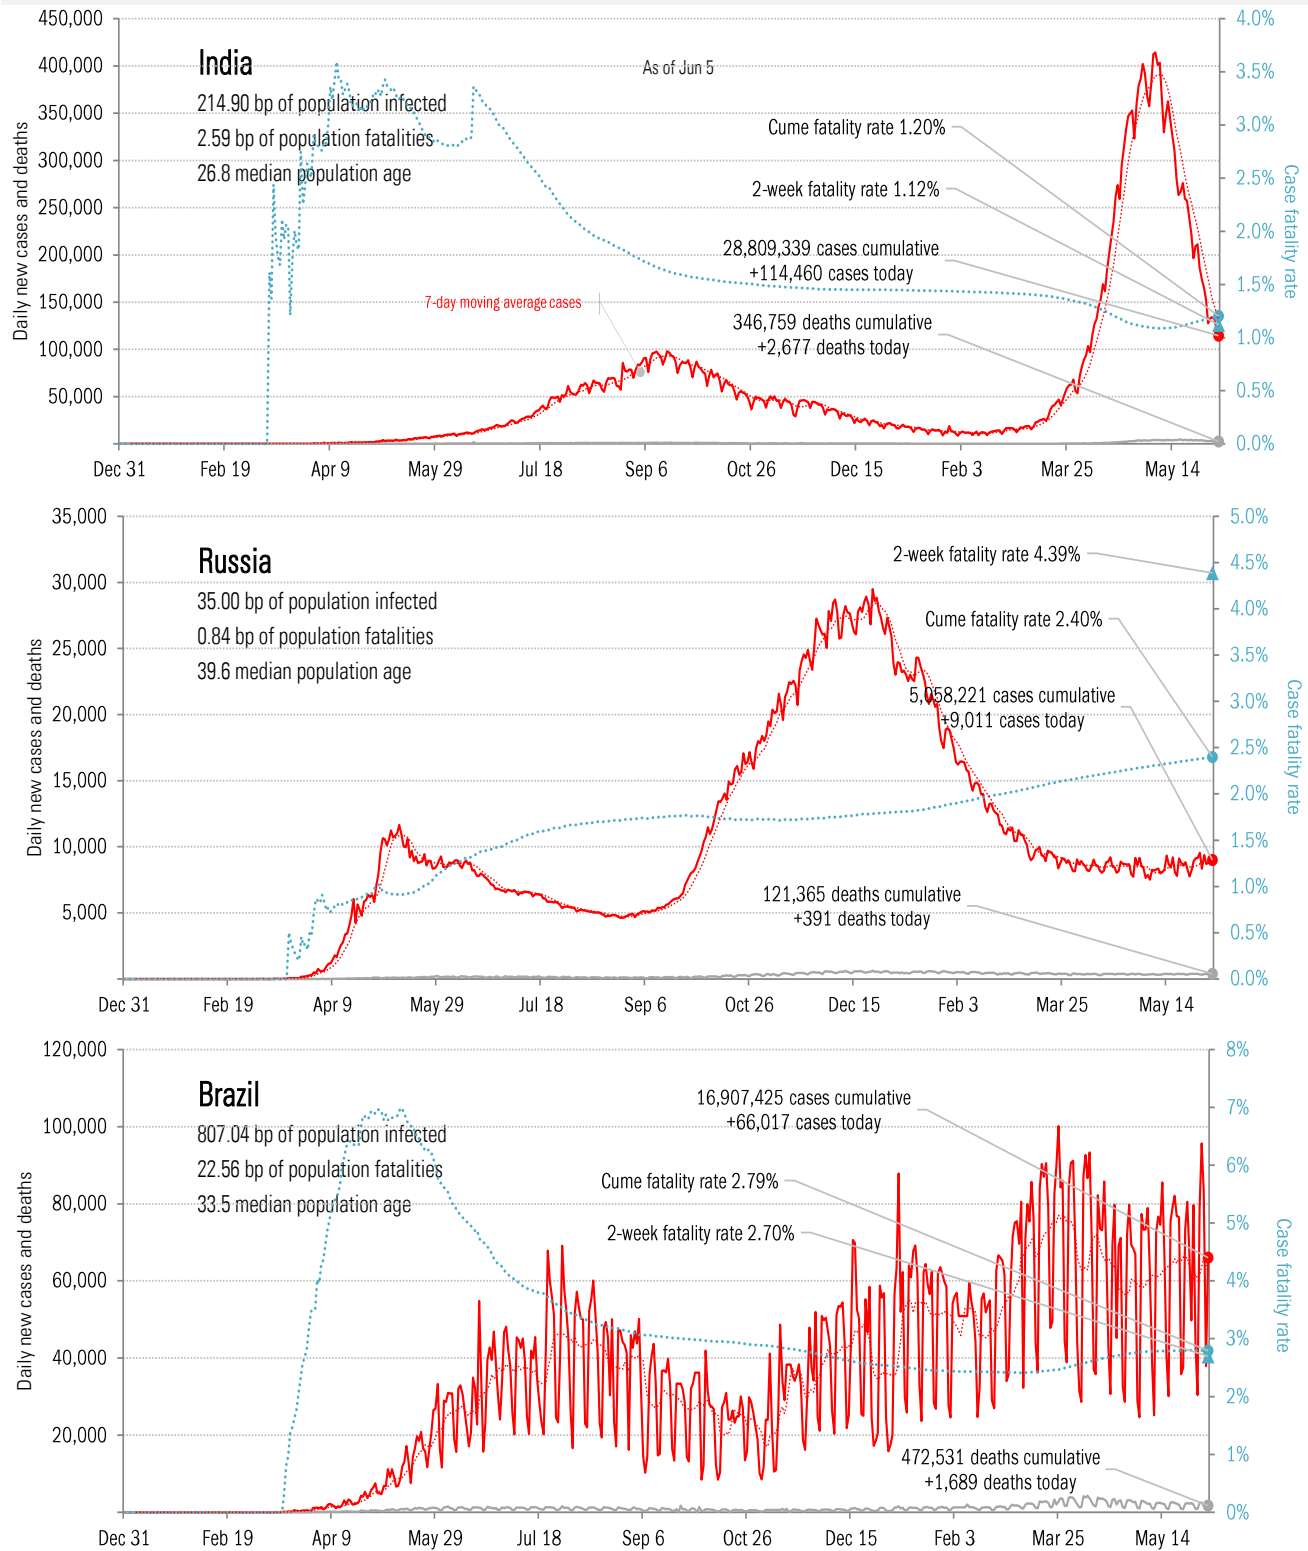 450,000
400,000
350,000
300,000
250,000
200,000
150,000
100,000
50,000
Daily new cases and deaths
India
214.90 bp of population infected
2.59 bp of population fatalities
26.8 median population age
As of Jun 5
Cume fatality rate 1.20%
2-week fatality rate 1.12%
28,809,339 cases cumulative
+114,460 cases today
7-day moving average cases
346,759 deaths cumulative
+2,677 deaths today
4.0%
3.5%
3.0%
2.5%
2.0%
1.5%
1.0%
0.5%
0.0%
Case fatality rate
Dec 31 Feb 19 Apr 9 May 29 Jul 18 Sep 6 Oct 26 Dec 15 Feb 3 Mar 25 May 14
35,000
30,000
25,000
20,000
15,000
10,000
5,000
Daily new cases and deaths
Russia
35.00 bp of population infected
0.84 bp of population fatalities
39.6 median population age
2-week fatality rate 4.39%
Cume fatality rate 2.40%
5,058,221 cases cumulative
+9,011 cases today
121,365 deaths cumulative
+391 deaths today
5.0%
4.5%
4.0%
3.5%
3.0%
2.5%
2.0%
1.5%
1.0%
0.5%
0.0%
Case fatality rate
Dec 31 Feb 19 Apr 9 May 29 Jul 18 Sep 6 Oct 26 Dec 15 Feb 3 Mar 25 May 14
120,000
100,000
80,000
60,000
40,000
20,000
Daily new cases and deaths
Brazil
807.04 bp of population infected
22.56 bp of population fatalities
33.5 median population age
16,907,425 cases cumulative
+66,017 cases today
Cume fatality rate 2.79%
2-week fatality rate 2.70%
472,531 deaths cumulative
+1,689 deaths today
8%
7%
6%
5%
4%
3%
2%
1%
0%
Case fatality rate
Dec 31 Feb 19 Apr 9 May 29 Jul 18 Sep 6 Oct 26 Dec 15 Feb 3 Mar 25 May 14